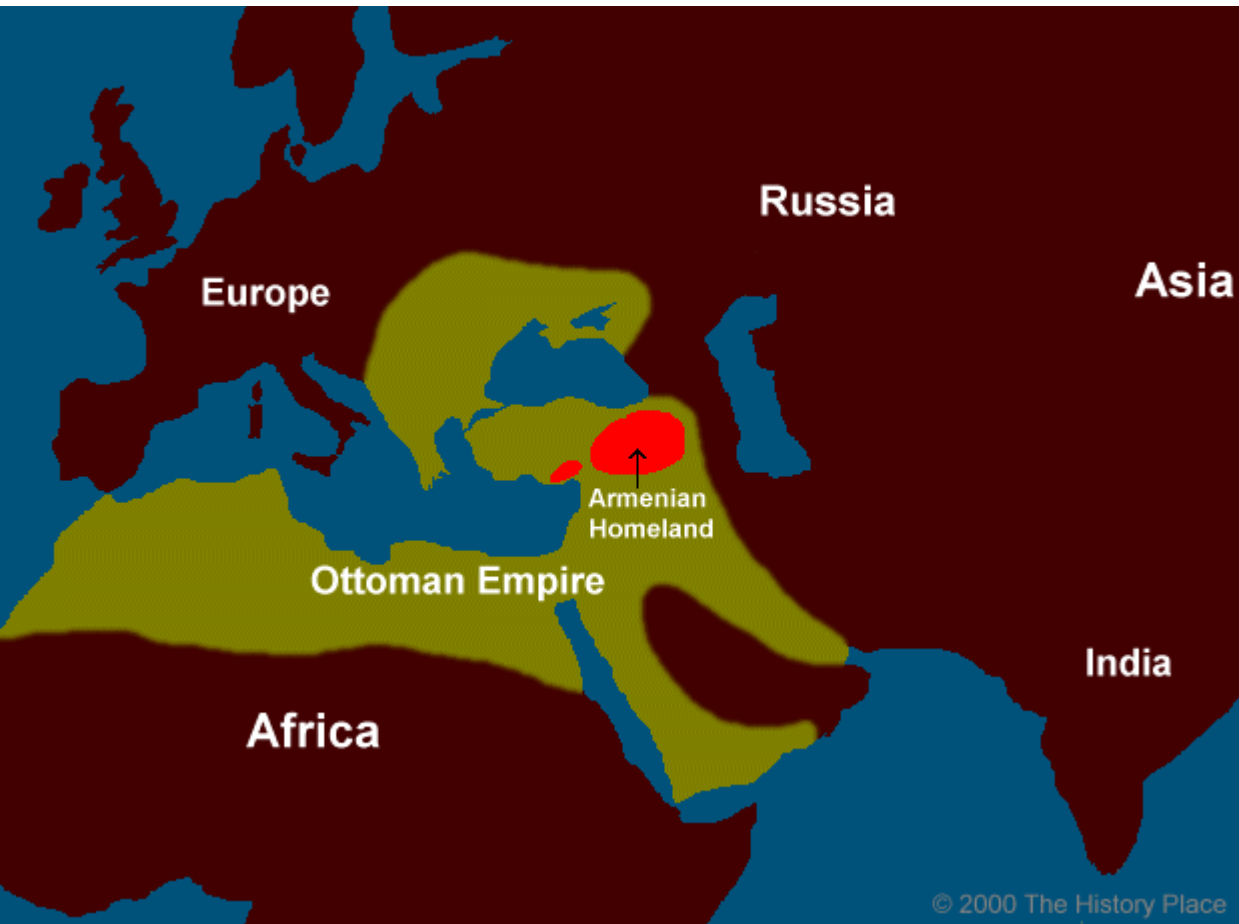 Russia
Asia
Europe
Armenian
Homeland
Ottoman Empire
India
Africa
© 2000 The History Place